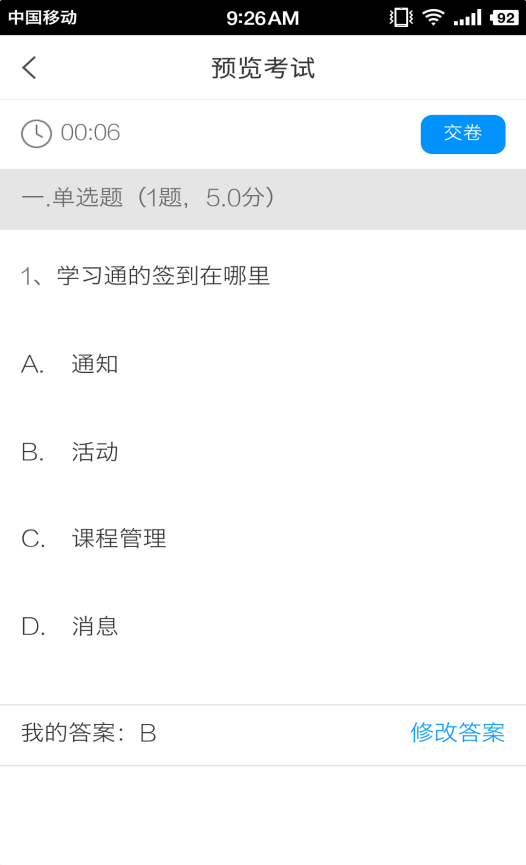 中国移动 9:26AM 92
预览考试
00:06 交卷
一.单选题（1题，5.0分）
1、学习通的签到在哪里
A. 通知
B. 活动
C. 课程管理
D. 消息
我的答案：B 修改答案